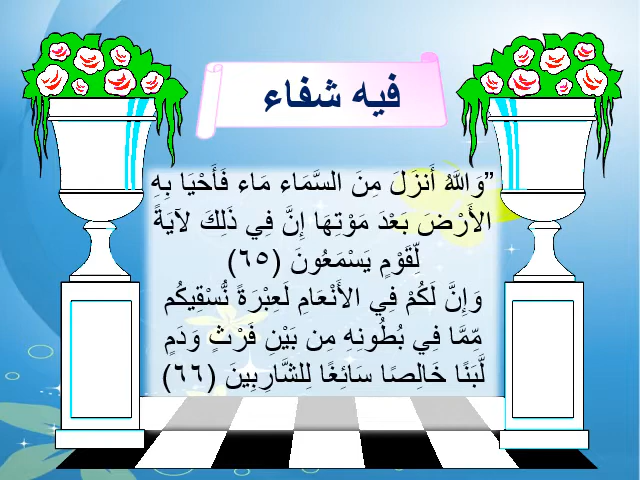 فيه شفاء
”وَاللّهُ أَنزَلَ مِنَ السَّمَاء مَاء فَأَحْيَا بِهِ
الأَرْضَ بَعْدَ مَوْتِهَا إِنَّ فِي ذَلِكَ لآيَةً
لِّقَوْمٍ يَسْمَعُونَ (٦٥)
وَإِنَّ لَكُمْ فِي الأَنْعَامِ لَعِبْرَةً نُّسْقِيكُم
مِّمَّا فِي بُطُونِهِ مِن بَيْنِ فَرْثٍ وَدَمٍ
لَّبَنًا خَالِصًا سَائِغًا لِلشَّارِبِينَ (٦٦)